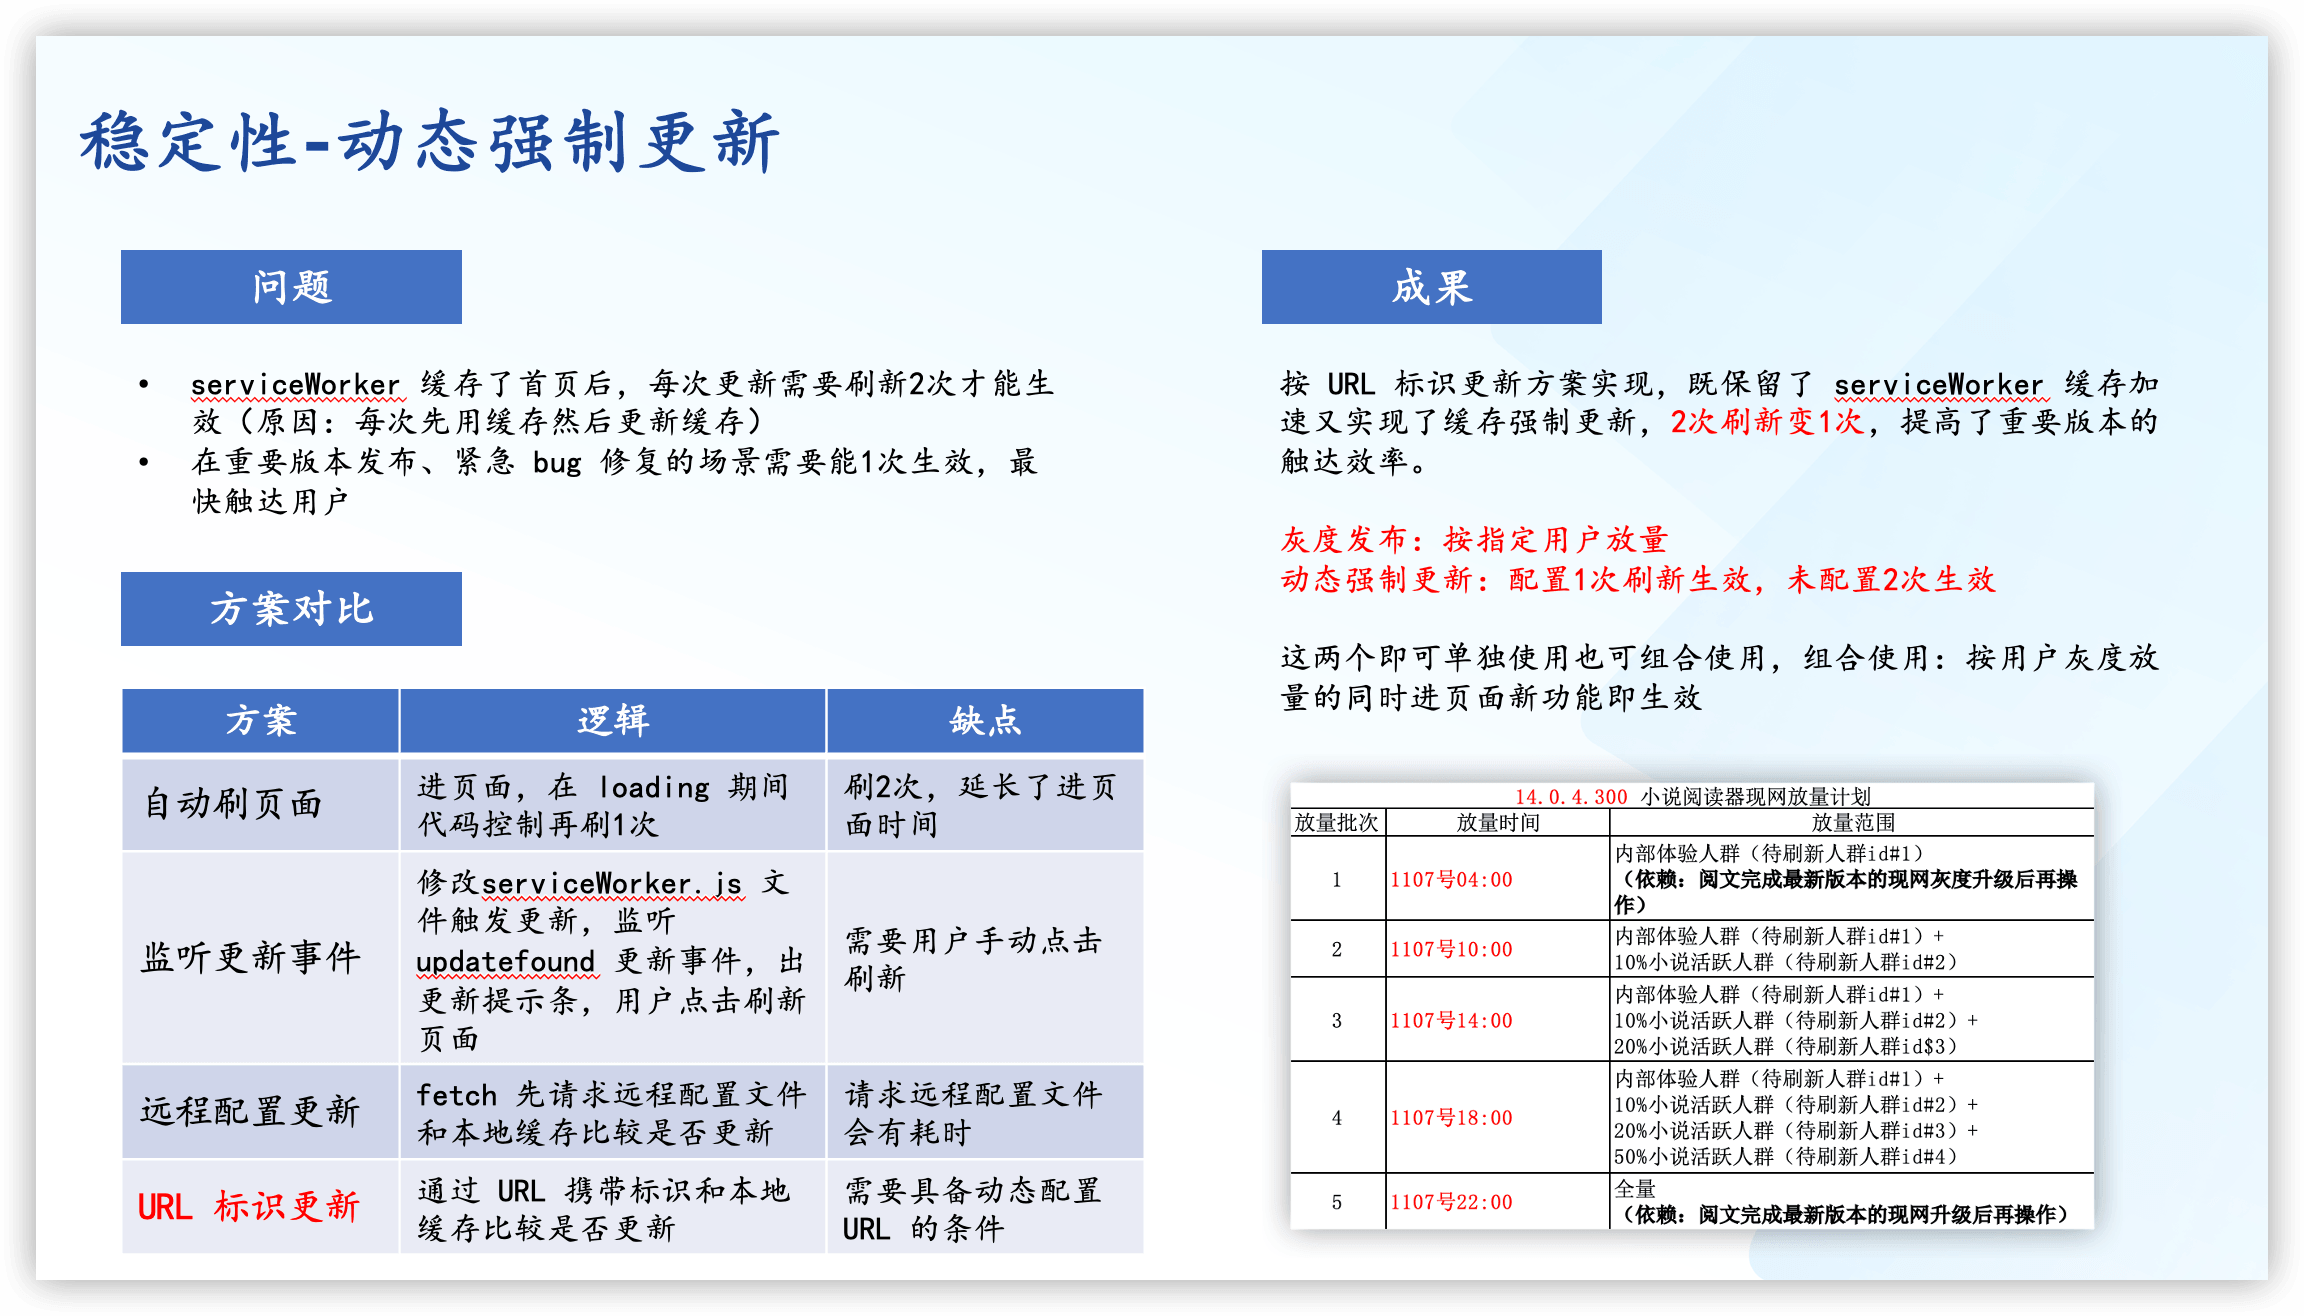 稳定性-动态强制更新
问题
• serviceWorker 缓存了首页后，每次更新需要刷新2次才能生
效（原因：每次先用缓存然后更新缓存）
• 在重要版本发布、紧急 bug 修复的场景需要能1次生效，最
快触达用户
方案对比
方案 逻辑 缺点
自动刷页面
进页面，在 loading 期间
代码控制再刷1次
刷2次，延长了进页
面时间
监听更新事件
修改serviceWorker.js 文
件触发更新，监听
updatefound 更新事件，出
更新提示条，用户点击刷新
页面
需要用户手动点击
刷新
远程配置更新
fetch 先请求远程配置文件
和本地缓存比较是否更新
请求远程配置文件
会有耗时
URL 标识更新
通过 URL 携带标识和本地
缓存比较是否更新
需要具备动态配置
URL 的条件
成果
按 URL 标识更新方案实现，既保留了 serviceWorker 缓存加
速又实现了缓存强制更新，2次刷新变1次，提高了重要版本的
触达效率。
灰度发布：按指定用户放量
动态强制更新：配置1次刷新生效，未配置2次生效
这两个即可单独使用也可组合使用，组合使用：按用户灰度放
量的同时进页面新功能即生效
14.0.4.300 小说阅读器现网放量计划
放量批次 放量时间 放量范围
1
1107号04:00
内部体验人群（待刷新人群id#1）
（依赖：阅文完成最新版本的现网灰度升级后再操
作）
2
1107号10:00
内部体验人群（待刷新人群id#1）+
10%小说活跃人群（待刷新人群id#2）
3
1107号14:00
内部体验人群（待刷新人群id#1）+
10%小说活跃人群（待刷新人群id#2）+
20%小说活跃人群（待刷新人群id$3）
4
1107号18:00
内部体验人群（待刷新人群id#1）+
10%小说活跃人群（待刷新人群id#2）+
20%小说活跃人群（待刷新人群id#3）+
50%小说活跃人群（待刷新人群id#4）
5
1107号22:00
全量
（依赖：阅文完成最新版本的现网升级后再操作）